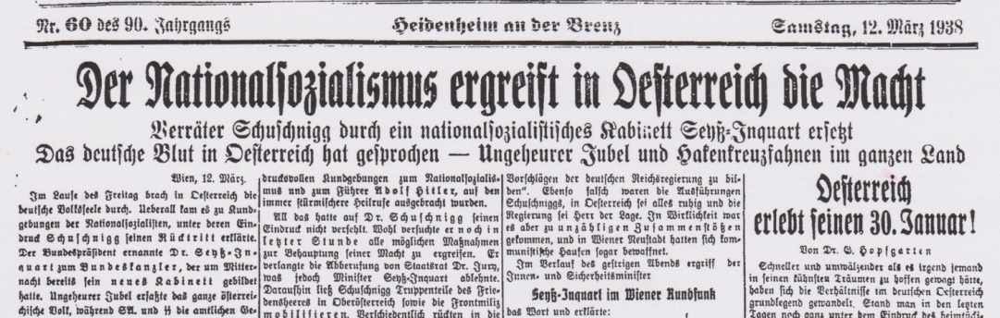 Nr. 60 des 90. Jahrgangs
Heidenheim an der Brenz
Samstag, 12. März 1938
Der Nationalsozialismus ergreift in Oesterreich die Macht
Verräter Schuschnigg durch ein nationalsozialistisches Kabinett Seyß-Inquart ersetzt
Das deutsche Blut in Oesterreich hat gesprochen — Ungeheurer Jubel und Hakenkreuzfahnen im ganzen Land
Wien, 12. März.
Im Laufe des Freitag brach in Oesterreich die
deutsche Volksseele durch. Ueberall kam es zu Kund-
gebungen der Nationalsozialisten, unter deren Ein-
druck Schuschnigg seinen Rücktritt erklärte.
Der Bundespräsident ernannte Dr. Seyß-In-
quart zum Bundeskanzler, der um Mitter-
nacht bereits sein neues Kabinett gebildet
hatte. Ungeheurer Jubel erfaßte das ganze österrei-
chische Volk, während SA. und SS die amtlichen Ge-
drucksvollen Kundgebungen zum Nationalsozialis-
mus und zum Führer Adolf Hitler, auf den
immer stürmischere Heilrufe ausgebracht wurden.
All das hatte auf Dr. Schuschnigg seinen
Eindruck nicht verfehlt. Wohl versuchte er noch in
letzter Stunde alle möglichen Maßnahmen
zur Behauptung seiner Macht zu ergreifen. Er
verlangte die Abberufung von Staatsrat Dr. Jury,
was jedoch Minister Seyß-Inquart ablehnte.
Daraufhin ließ Schuschnigg Truppenteile des Frie-
densheeres in Oberösterreich sowie die Frontmiliz
mobilisieren. Verschiedentlich rückten in die
Vorschlägen der deutschen Reichsregierung zu bil-
den“. Ebenso falsch waren die Ausführungen
Schuschniggs, in Oesterreich sei alles ruhig und die
Regierung sei Herr der Lage. In Wirklichkeit war
es aber zu unzähligen Zusammenstößen
gekommen, und in Wiener Neustadt hatten sich kom-
munistische Haufen sogar bewaffnet.
Im Verlauf des gestrigen Abends ergriff der
Innen- und Sicherheitsminister
Seyß-Inquart im Wiener Rundfunk
das Wort und erklärte:
Oesterreich
erlebt seinen 30. Januar!
Von Dr. G. Hopfgarten
Schneller und umwälzender als es irgend jemand
in seinen kühnsten Träumen zu hoffen gewagt hätte,
haben sich die Verhältnisse im deutschen Oesterreich
grundlegend gewandelt. Stand man in den letzten
Tagen noch ganz unter dem Eindruck des